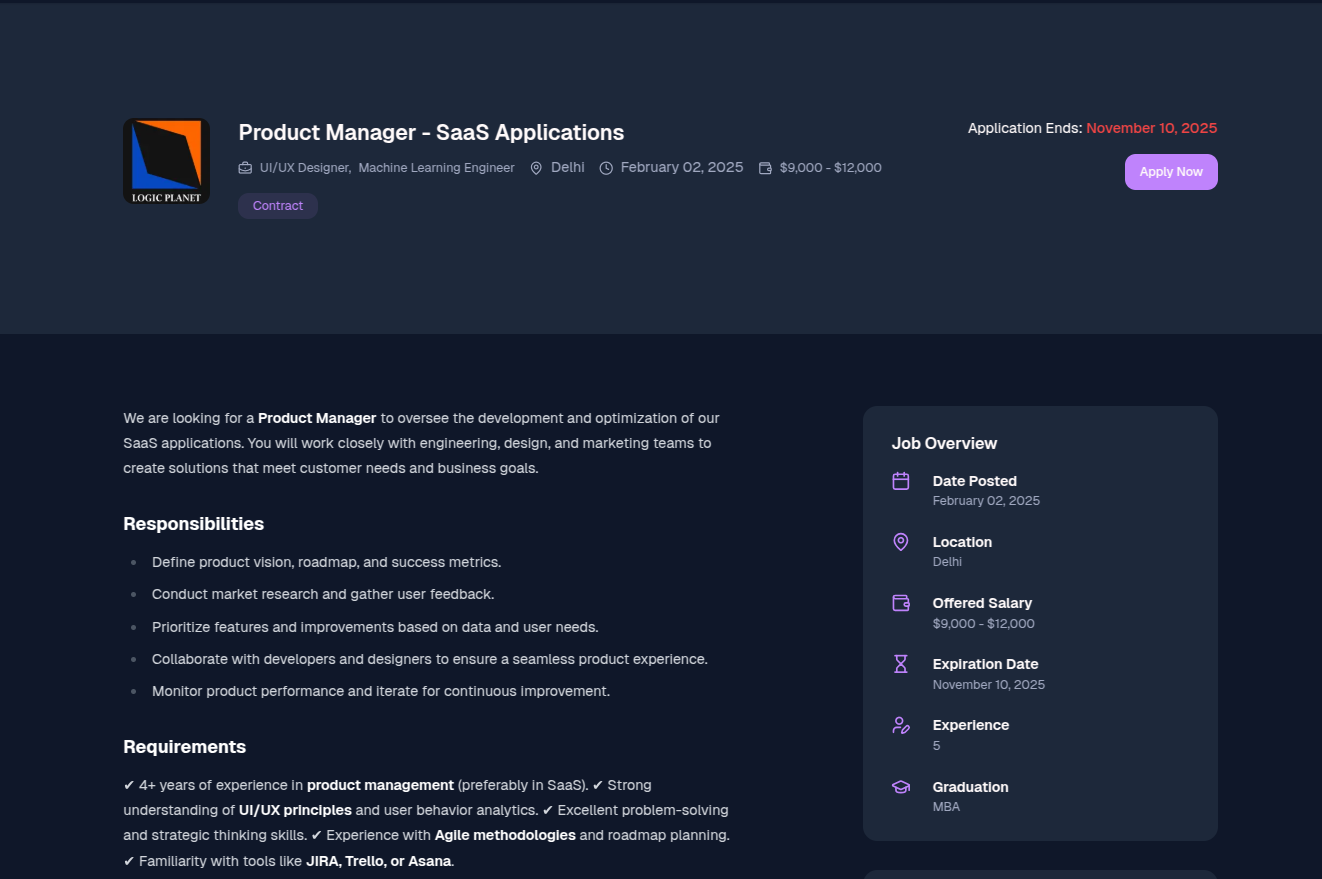 LOGIC PLANET
Product Manager - SaaS Applications
UI/UX Designer, Machine Learning Engineer Delhi February 02, 2025 $9,000 - $12,000
Contract
Application Ends: November 10, 2025
Apply Now
We are looking for a Product Manager to oversee the development and optimization of our
SaaS applications. You will work closely with engineering, design, and marketing teams to
create solutions that meet customer needs and business goals.
Responsibilities
Define product vision, roadmap, and success metrics.
Conduct market research and gather user feedback.
Prioritize features and improvements based on data and user needs.
Collaborate with developers and designers to ensure a seamless product experience.
Monitor product performance and iterate for continuous improvement.
Requirements
✔ 4+ years of experience in product management (preferably in SaaS). ✔ Strong
understanding of UI/UX principles and user behavior analytics. ✔ Excellent problem-solving
and strategic thinking skills. ✔ Experience with Agile methodologies and roadmap planning.
✔ Familiarity with tools like JIRA, Trello, or Asana.
Job Overview
Date Posted
February 02, 2025
Location
Delhi
Offered Salary
$9,000 - $12,000
Expiration Date
November 10, 2025
Experience
5
Graduation
MBA